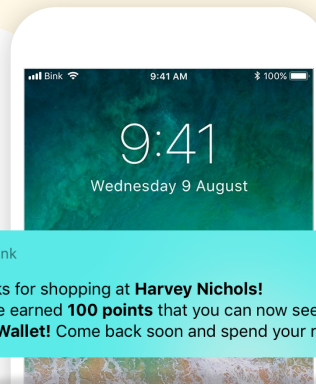 Bink 9:41 AM 100%
9:41
Wednesday 9 August
nk
s for shopping at Harvey Nichols!
e earned 100 points that you can now see
Wallet! Come back soon and spend your